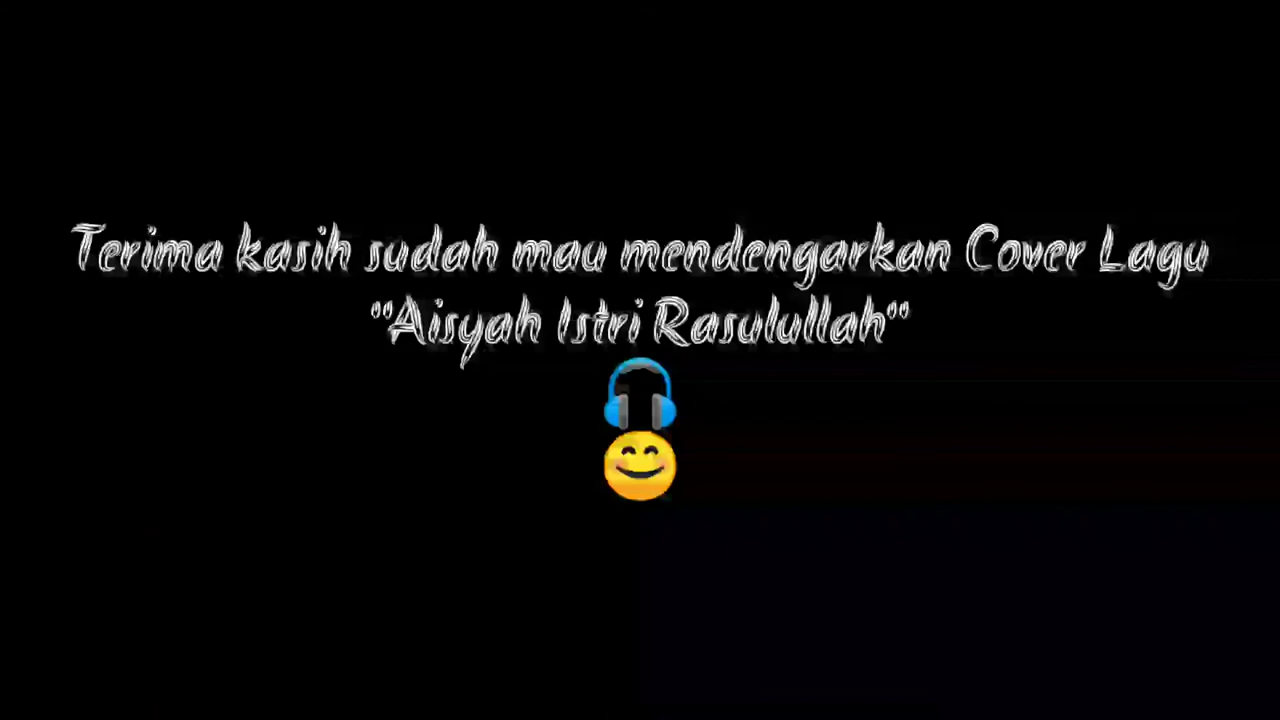 Terima kasih sudah mau mendengarkan Cover Lagu
"Aisyah Istri Rasulullah"